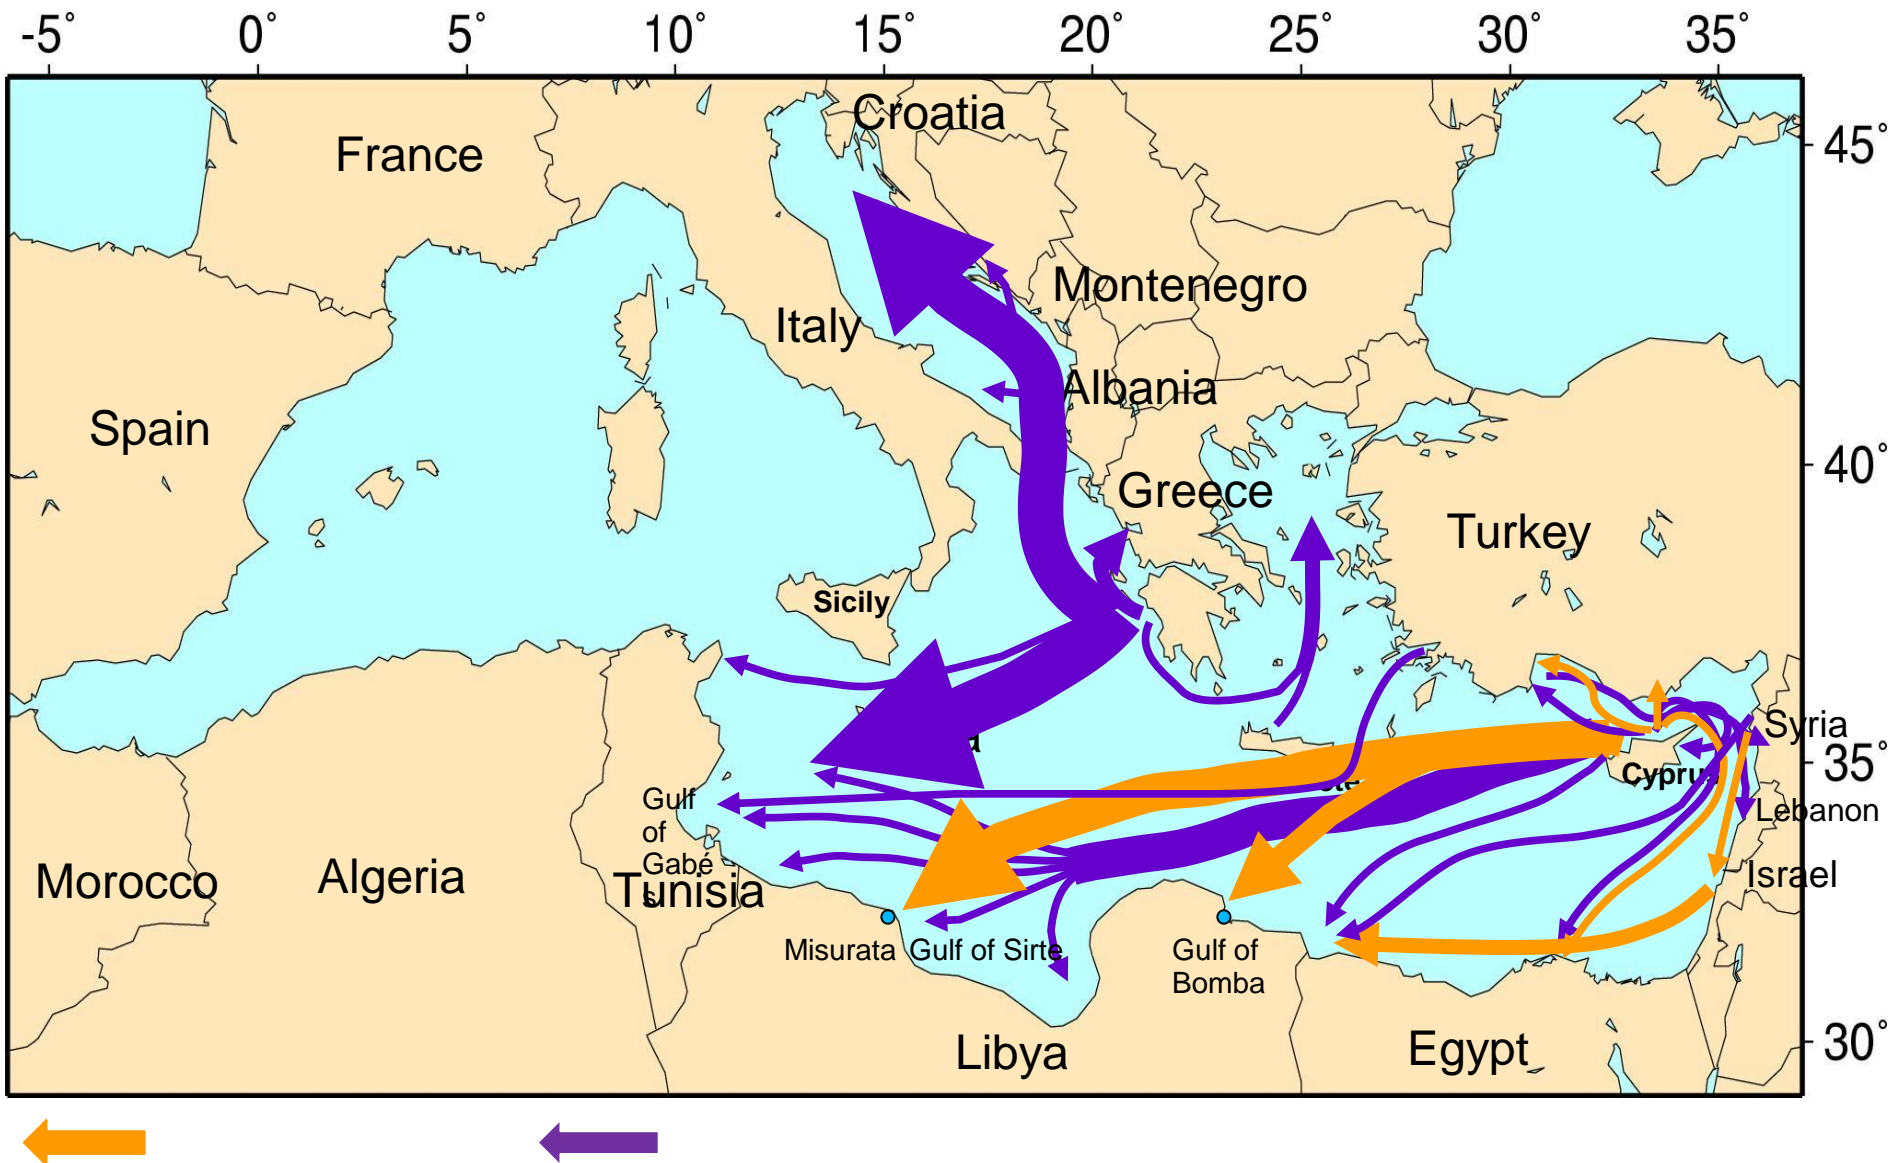 -5° 0° 5° 10° 15° 20° 25° 30° 35°
Croatia
45°
France
Montenegro
Italy
Albania
Spain
40°
Greece
Turkey
Sicily
Syria
35°
Cyprus
Gulf
of
Gabé
s
Lebanon
Morocco
Algeria
Tunisia
Israel
Misurata
Gulf of Sirte
Gulf of
Bomba
30°
Libya
Egypt